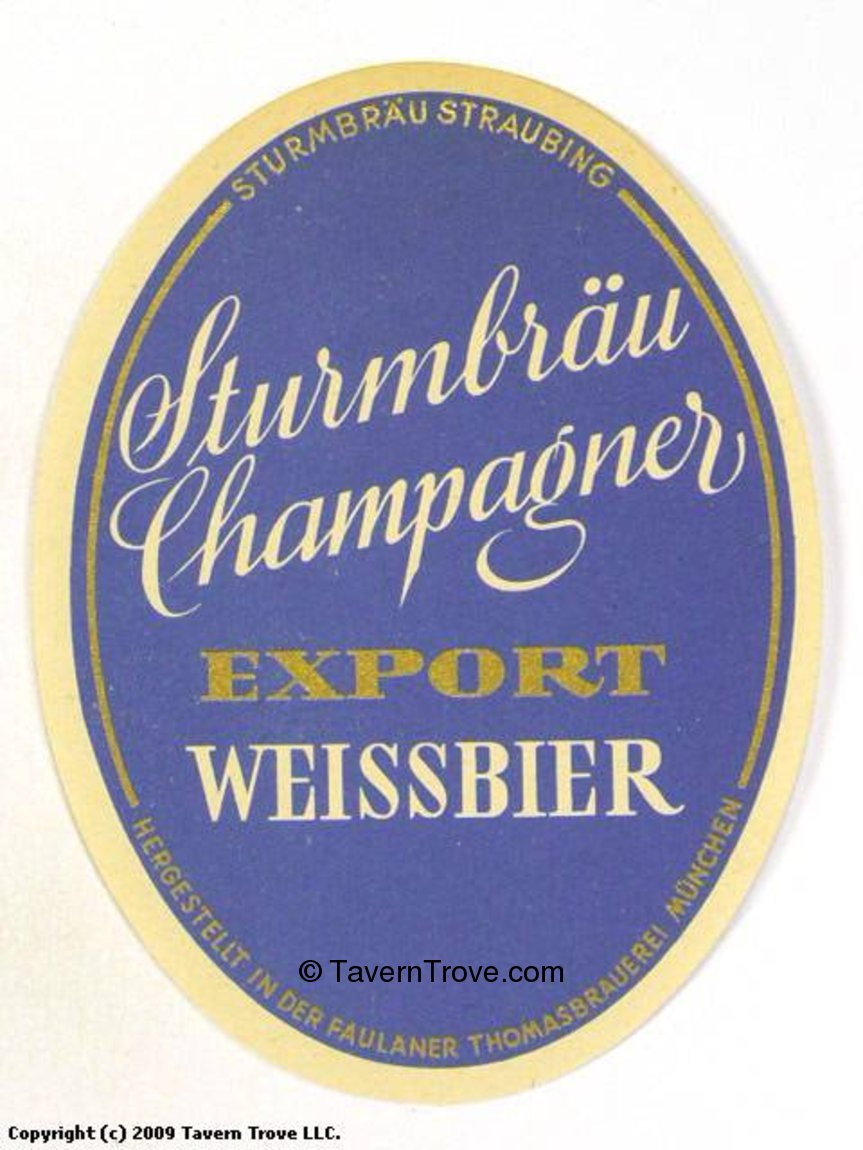 STURMBRÄU STRAUBING
Sturmbräu
Champagner
EXPORT
WEISSBIER
HERGESTELLT IN DER FAULANER THOMASBRAUEREI MÜNCHEN
© TavernTrove.com
Copyright (c) 2009 Tavern Trove LLC.